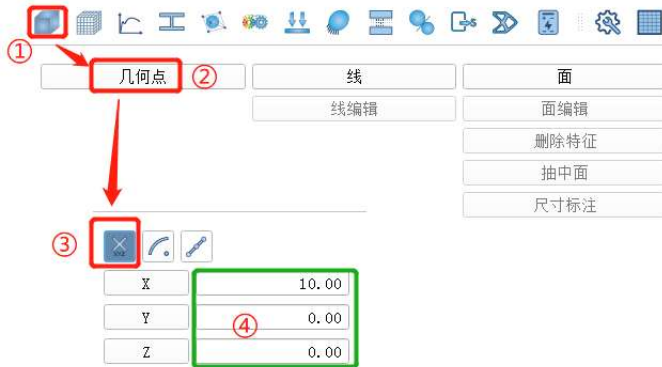 ①
几何点 ② 线 面
线编辑 面编辑
删除特征
抽中面
尺寸标注
③ XYZ
X 10.00
Y 0.00
④
Z 0.00